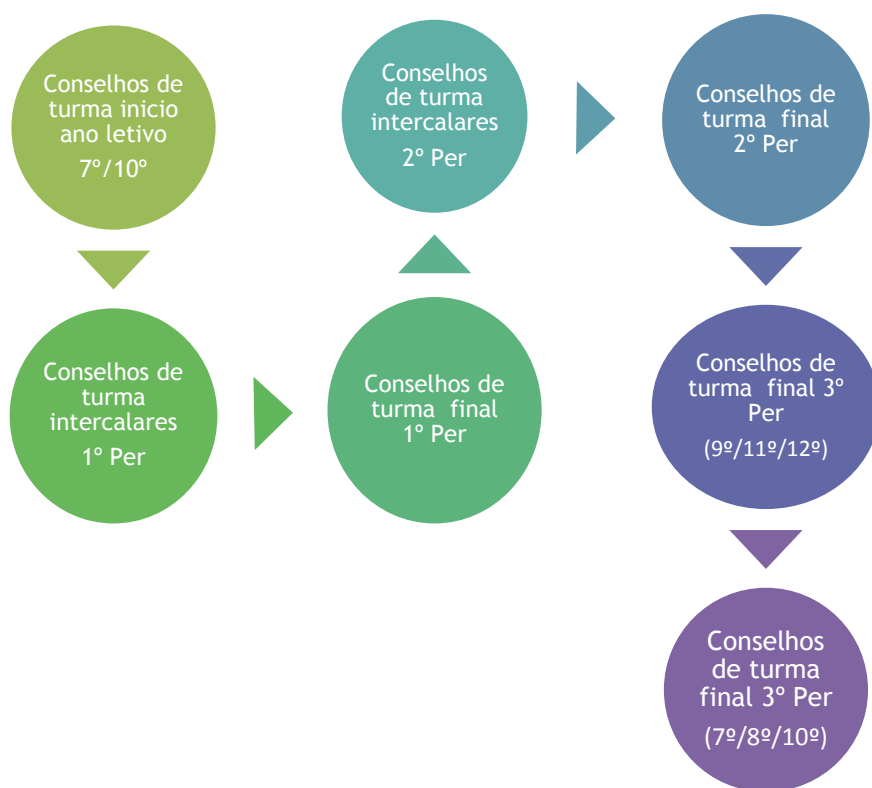 Conselhos de
turma inicio
ano letivo
7º/10º
Conselhos de
turma
intercalares
1º Per
Conselhos de
turma final
1º Per
Conselhos
de turma
intercalares
2º Per
Conselhos de
turma final
2º Per
Conselhos de
turma final 3º
Per
(9º/11º/12º)
Conselhos
de turma
final 3º Per
(7º/8º/10º)